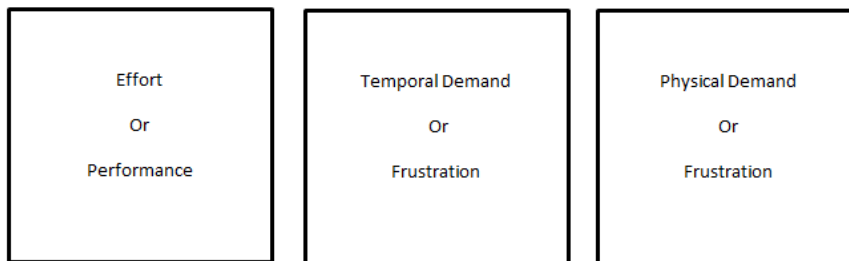 Effort
Or
Performance
Temporal Demand
Or
Frustration
Physical Demand
Or
Frustration